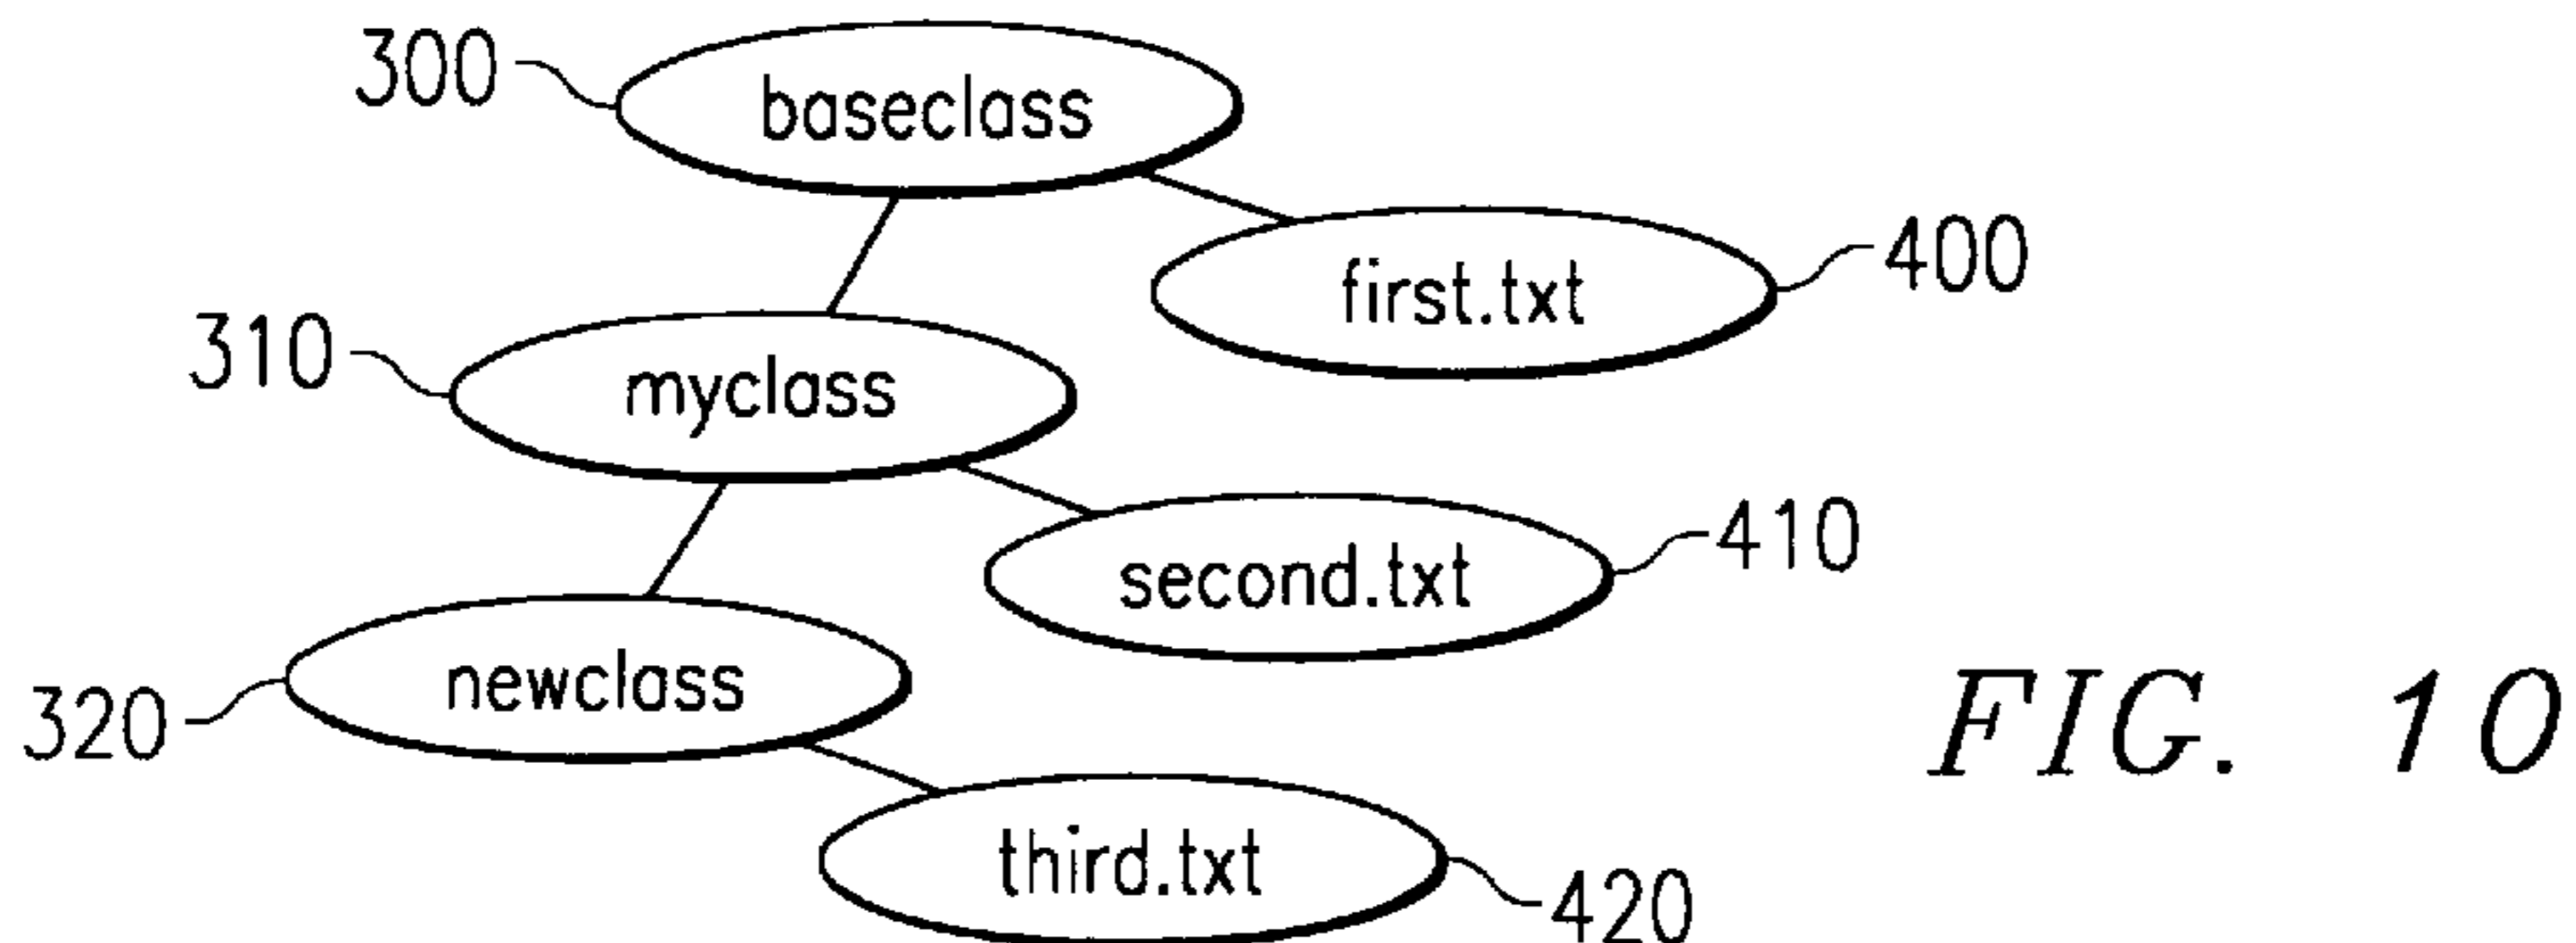 300
baseclass
400
first.txt
310
myclass
410
second.txt
320
newclass
420
third.txt
FIG. 10